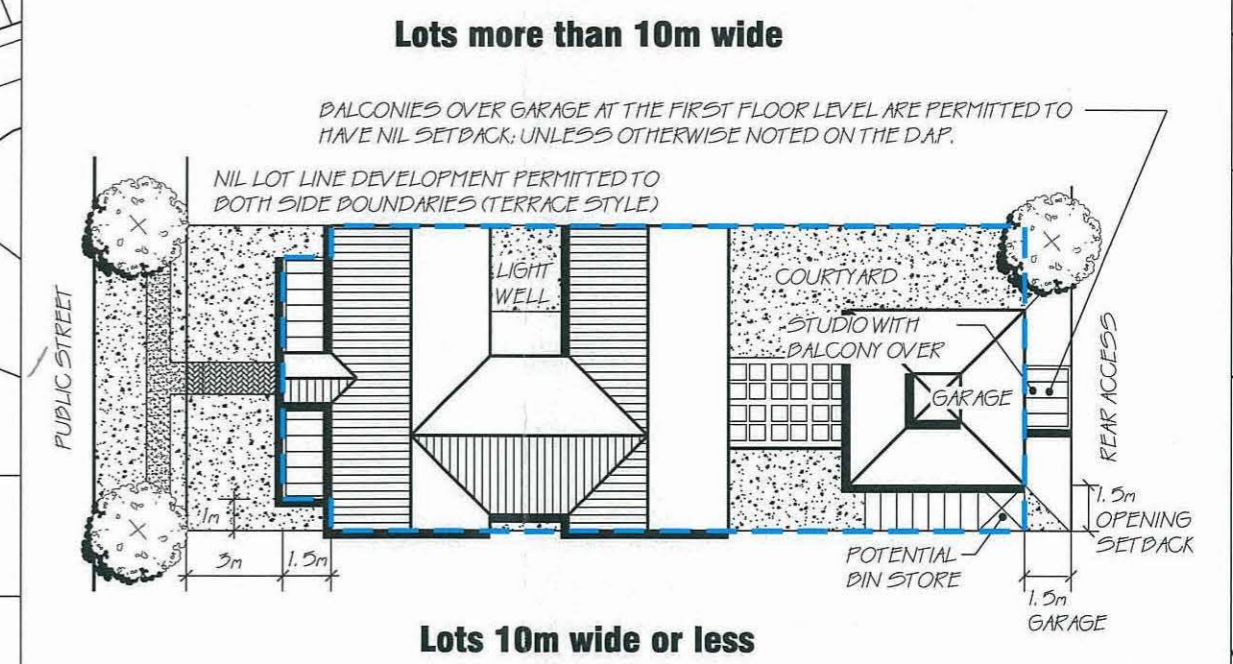 Lots more than 10m wide
BALCONIES OVER GARAGE AT THE FIRST FLOOR LEVEL ARE PERMITTED TO
HAVE NIL SETBACK; UNLESS OTHERWISE NOTED ON THE D.A.P.
NIL LOT LINE DEVELOPMENT PERMITTED TO
BOTH SIDE BOUNDARIES (TERRACE STYLE)
LIGHT
WELL
COURTYARD
STUDIO WITH
BALCONY OVER
GARAGE
PUBLIC STREET
REAR ACCESS
1m
3m
1.5m
1.5m
OPENING
SETBACK
POTENTIAL
BIN STORE
1.5m
GARAGE
Lots 10m wide or less